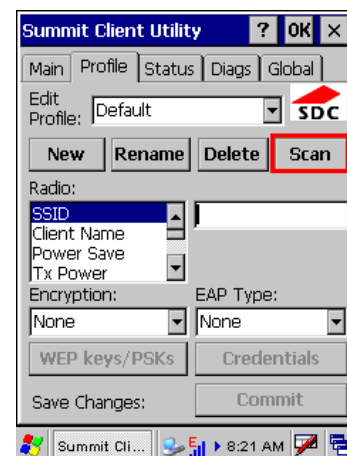 Summit Client Utility ? OK ×
Main Profile Status Diags Global
Edit
Profile: Default
SDC
New Rename Delete Scan
Radio:
SSID
Client Name
Power Save
Tx Power
Encryption: EAP Type:
None None
WEP keys/PSKs Credentials
Save Changes: Commit
Summit Cli... 8:21 AM